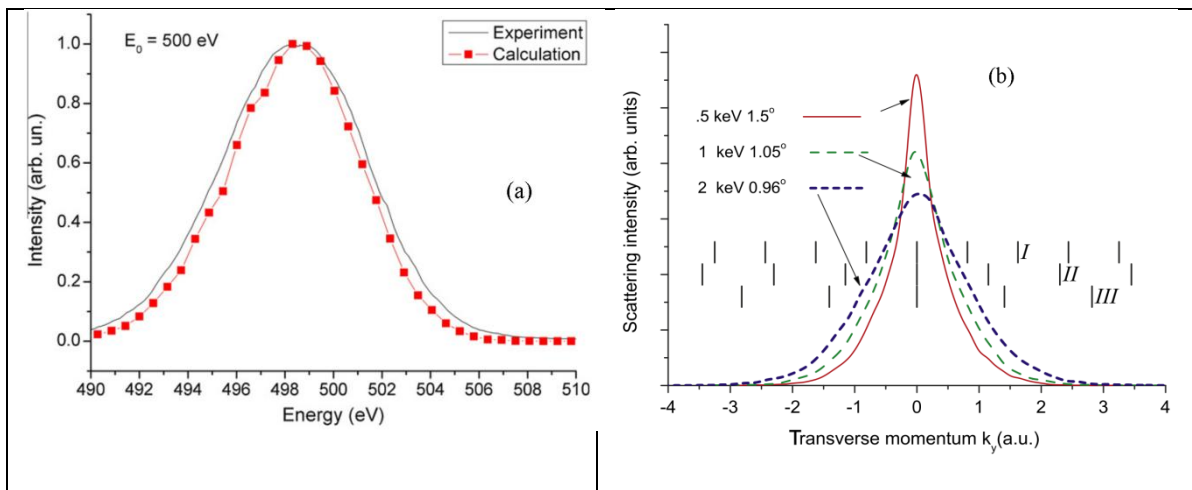 E₀ = 500 eV
Experiment
Calculation
(a)
Intensity (arb. un.)
1.0
0.8
0.6
0.4
0.2
0.0
490 492 494 496 498 500 502 504 506 508 510
Energy (eV)
(b)
.5 keV 1.5°
1 keV 1.05°
2 keV 0.96°
I
II
III
Scattering intensity (arb. units)
-4 -3 -2 -1 0 1 2 3 4
Transverse momentum kᵧ(a.u.)